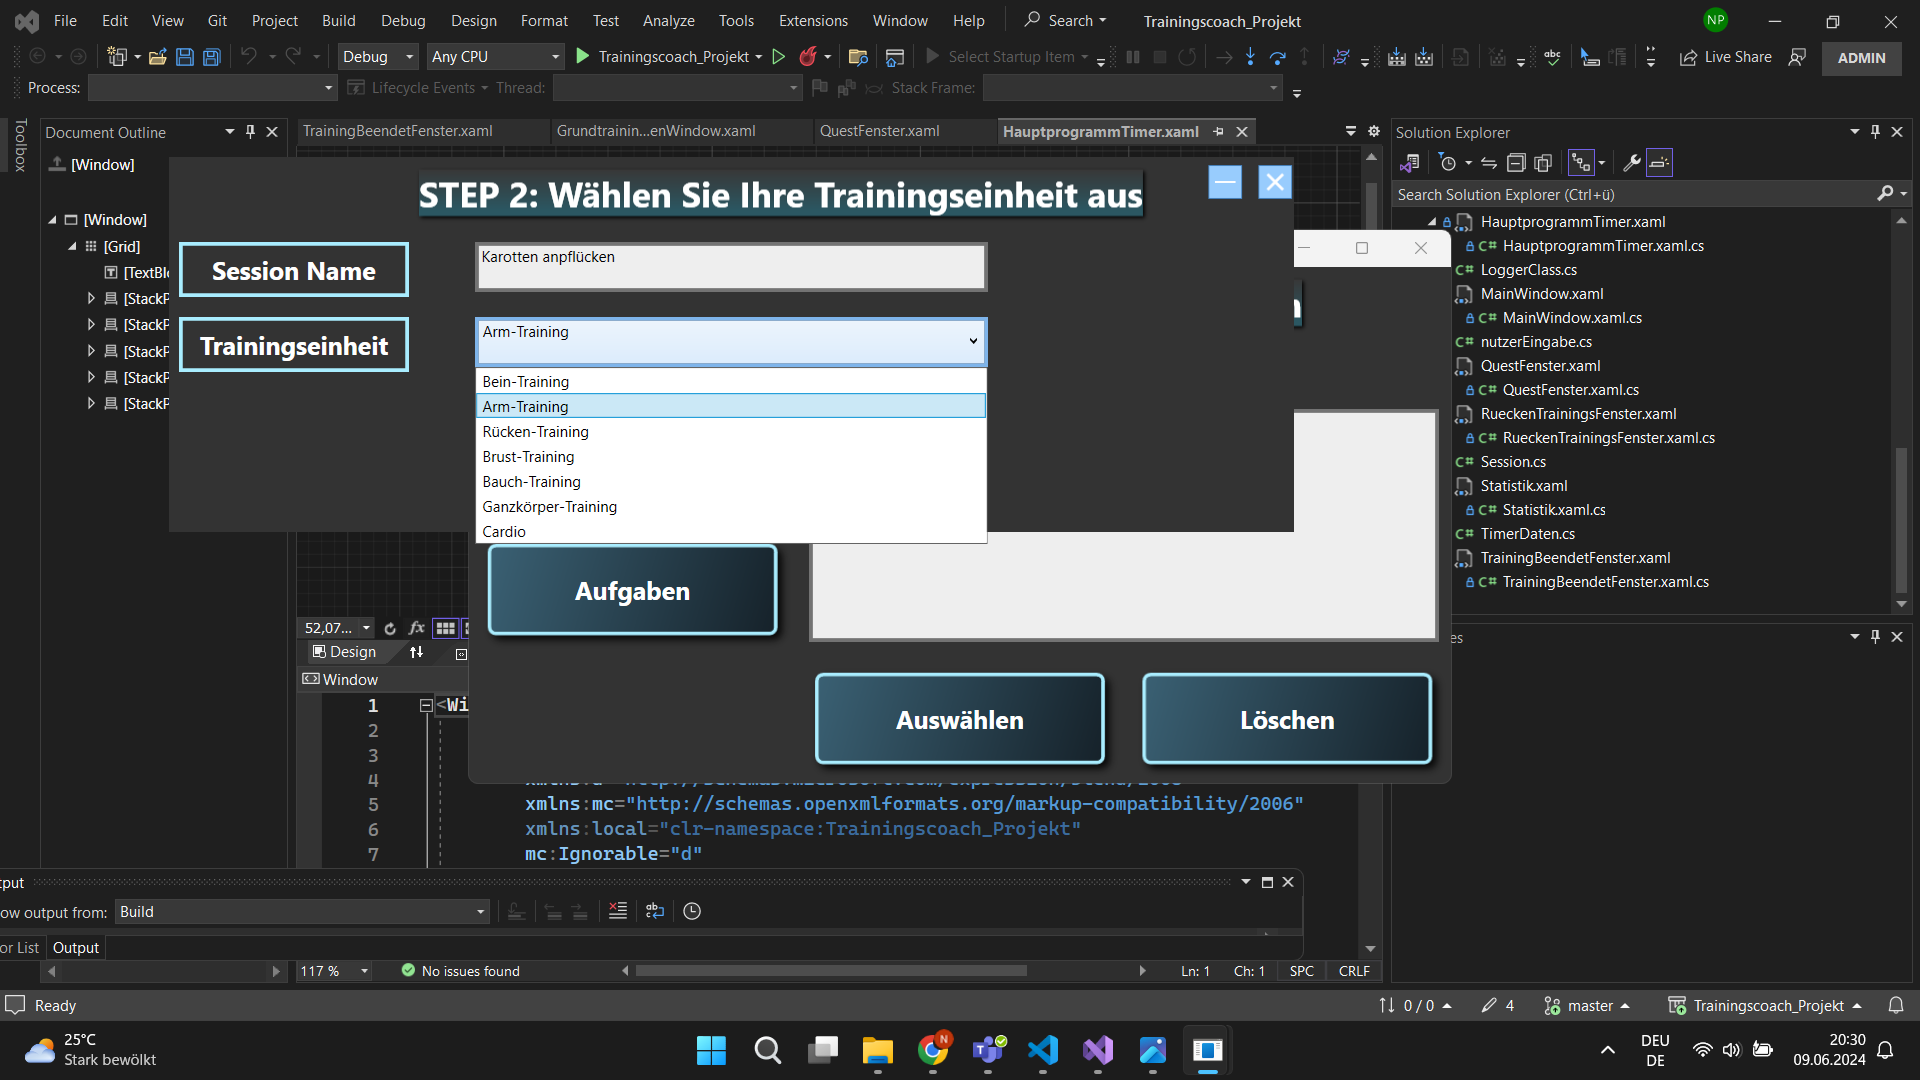 File Edit View Git Project Build Debug Design Format Test Analyze Tools Extensions Window Help Search Trainingscoach_Projekt NP
Debug Any CPU Trainingscoach_Projekt Select Startup Item Live Share ADMIN
Process: Lifecycle Events Thread: Stack Frame:
Toolbox
Document Outline
[Window]
[Window]
[Grid]
[TextBl
[StackP
[StackP
[StackP
[StackP
[StackP
TrainingBeendetFenster.xaml Grundtrainin...enWindow.xaml QuestFenster.xaml HauptprogrammTimer.xaml
STEP 2: Wählen Sie Ihre Trainingseinheit aus
Session Name
Karotten anpflücken
Trainingseinheit
Arm-Training
Bein-Training
Arm-Training
Rücken-Training
Brust-Training
Bauch-Training
Ganzkörper-Training
Cardio
n
Aufgaben
Auswählen
Löschen
52,07...
Design
Window
1 <Wi
2
3
4
5 xmlns:mc="http://schemas.openxmlformats.org/markup-compatibility/2006"
6 xmlns:local="clr-namespace:Trainingscoach_Projekt"
7 mc:Ignorable="d"
Solution Explorer
Search Solution Explorer (Ctrl+ü)
HauptprogrammTimer.xaml
C# HauptprogrammTimer.xaml.cs
C# LoggerClass.cs
MainWindow.xaml
C# MainWindow.xaml.cs
C# nutzerEingabe.cs
QuestFenster.xaml
C# QuestFenster.xaml.cs
RueckenTrainingsFenster.xaml
C# RueckenTrainingsFenster.xaml.cs
C# Session.cs
Statistik.xaml
C# Statistik.xaml.cs
C# TimerDaten.cs
TrainingBeendetFenster.xaml
C# TrainingBeendetFenster.xaml.cs
es
put
ow output from: Build
or List Output
117 % No issues found Ln: 1 Ch: 1 SPC CRLF
Ready 0 / 0 4 master Trainingscoach_Projekt
25°C
Stark bewölkt
N
DEU
DE
20:30
09.06.2024